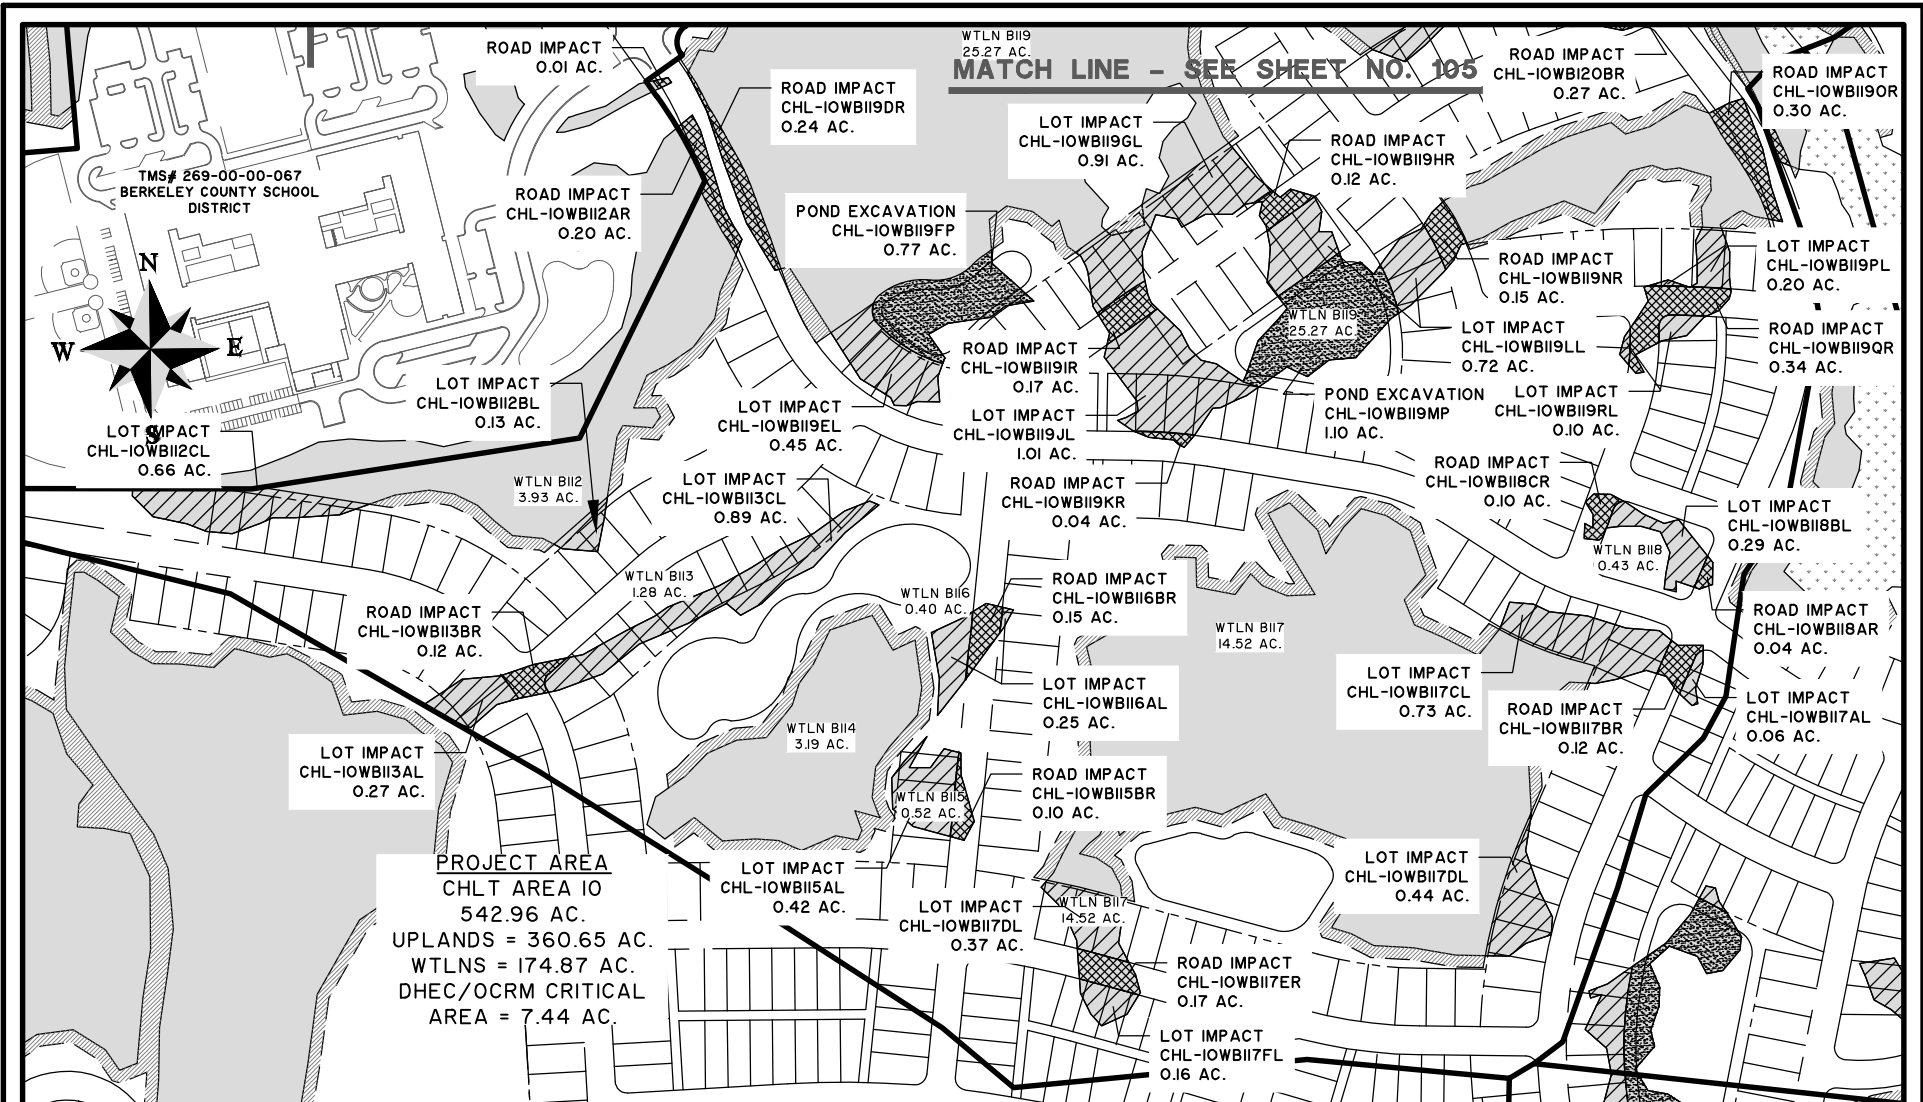 ROAD IMPACT
0.01 AC.
WTLN B119
25.27 AC.
MATCH LINE - SEE SHEET NO. 105
ROAD IMPACT
CHL-10WB120BR
0.27 AC.
ROAD IMPACT
CHL-10WB119OR
0.30 AC.
ROAD IMPACT
CHL-10WB119DR
0.24 AC.
LOT IMPACT
CHL-10WB119GL
0.91 AC.
ROAD IMPACT
CHL-10WB119HR
0.12 AC.
TMS# 269-00-00-067
BERKELEY COUNTY SCHOOL
DISTRICT
ROAD IMPACT
CHL-10WB112AR
0.20 AC.
POND EXCAVATION
CHL-10WB119FP
0.77 AC.
ROAD IMPACT
CHL-10WB119NR
0.15 AC.
LOT IMPACT
CHL-10WB119PL
0.20 AC.
N
W
E
S
WTLN B119
25.27 AC.
LOT IMPACT
CHL-10WB119LL
0.72 AC.
ROAD IMPACT
CHL-10WB119QR
0.34 AC.
ROAD IMPACT
CHL-10WB119IR
0.17 AC.
LOT IMPACT
CHL-10WB112BL
0.13 AC.
LOT IMPACT
CHL-10WB119EL
0.45 AC.
LOT IMPACT
CHL-10WB119JL
1.01 AC.
POND EXCAVATION
CHL-10WB119MP
1.10 AC.
LOT IMPACT
CHL-10WB119RL
0.10 AC.
LOT IMPACT
CHL-10WB112CL
0.66 AC.
WTLN B112
3.93 AC.
LOT IMPACT
CHL-10WB113CL
0.89 AC.
ROAD IMPACT
CHL-10WB119KR
0.04 AC.
ROAD IMPACT
CHL-10WB118CR
0.10 AC.
LOT IMPACT
CHL-10WB118BL
0.29 AC.
WTLN B118
0.43 AC.
WTLN B113
1.28 AC.
WTLN B116
0.40 AC.
ROAD IMPACT
CHL-10WB116BR
0.15 AC.
WTLN B117
14.52 AC.
ROAD IMPACT
CHL-10WB118AR
0.04 AC.
ROAD IMPACT
CHL-10WB113BR
0.12 AC.
LOT IMPACT
CHL-10WB116AL
0.25 AC.
LOT IMPACT
CHL-10WB117CL
0.73 AC.
ROAD IMPACT
CHL-10WB117BR
0.12 AC.
LOT IMPACT
CHL-10WB117AL
0.06 AC.
WTLN B114
3.19 AC.
LOT IMPACT
CHL-10WB113AL
0.27 AC.
WTLN B115
0.52 AC.
ROAD IMPACT
CHL-10WB115BR
0.10 AC.
PROJECT AREA
CHLT AREA 10
542.96 AC.
UPLANDS = 360.65 AC.
WTLNS = 174.87 AC.
DHEC/OCRM CRITICAL
AREA = 7.44 AC.
LOT IMPACT
CHL-10WB115AL
0.42 AC.
LOT IMPACT
CHL-10WB117DL
0.37 AC.
WTLN B117
14.52 AC.
LOT IMPACT
CHL-10WB117DL
0.44 AC.
ROAD IMPACT
CHL-10WB117ER
0.17 AC.
LOT IMPACT
CHL-10WB117FL
0.16 AC.